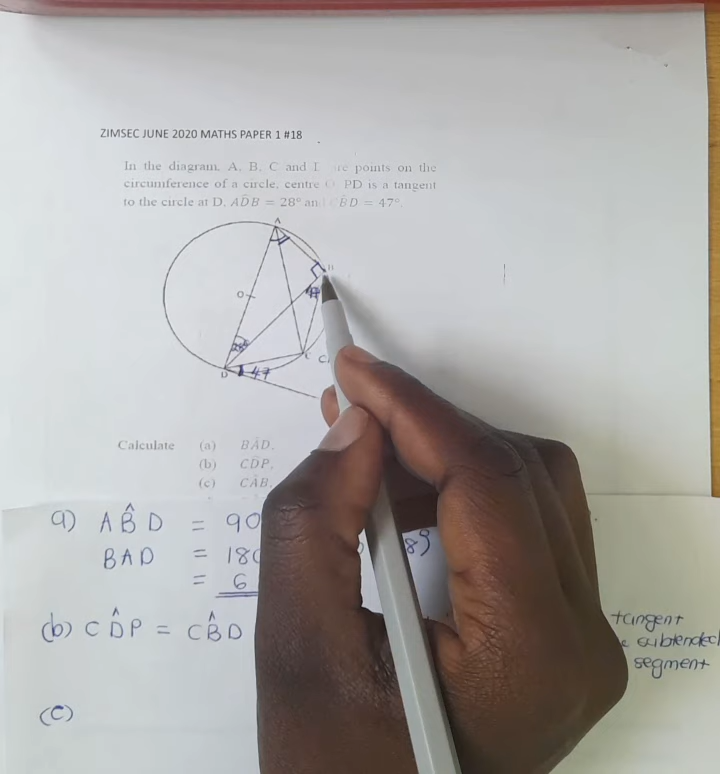 ZIMSEC JUNE 2020 MATHS PAPER 1 #18
In the diagram, A, B, C and points on the
circumference of a circle, centre PD is a tangent
to the circle at D, AD̂B = 28° and B̂D = 47°
A
B
O
47
28°
C
C
D
47
Calculate (a) BÂD,
(b) CD̂P,
(c) CÂB,
a) AB̂D = 90
BAD = 180 8)
= 6
(b) CD̂P = CB̂D
tangent
subtended
segment
(c)